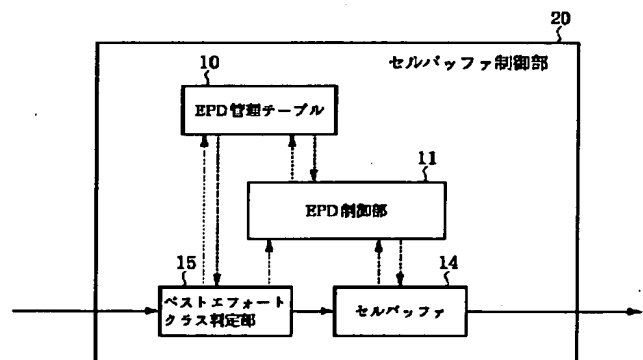 20
セルバッファ制御部
10
EPD管理テーブル
11
EPD制御部
15
ベストエフォート
クラス判定部
14
セルバッファ